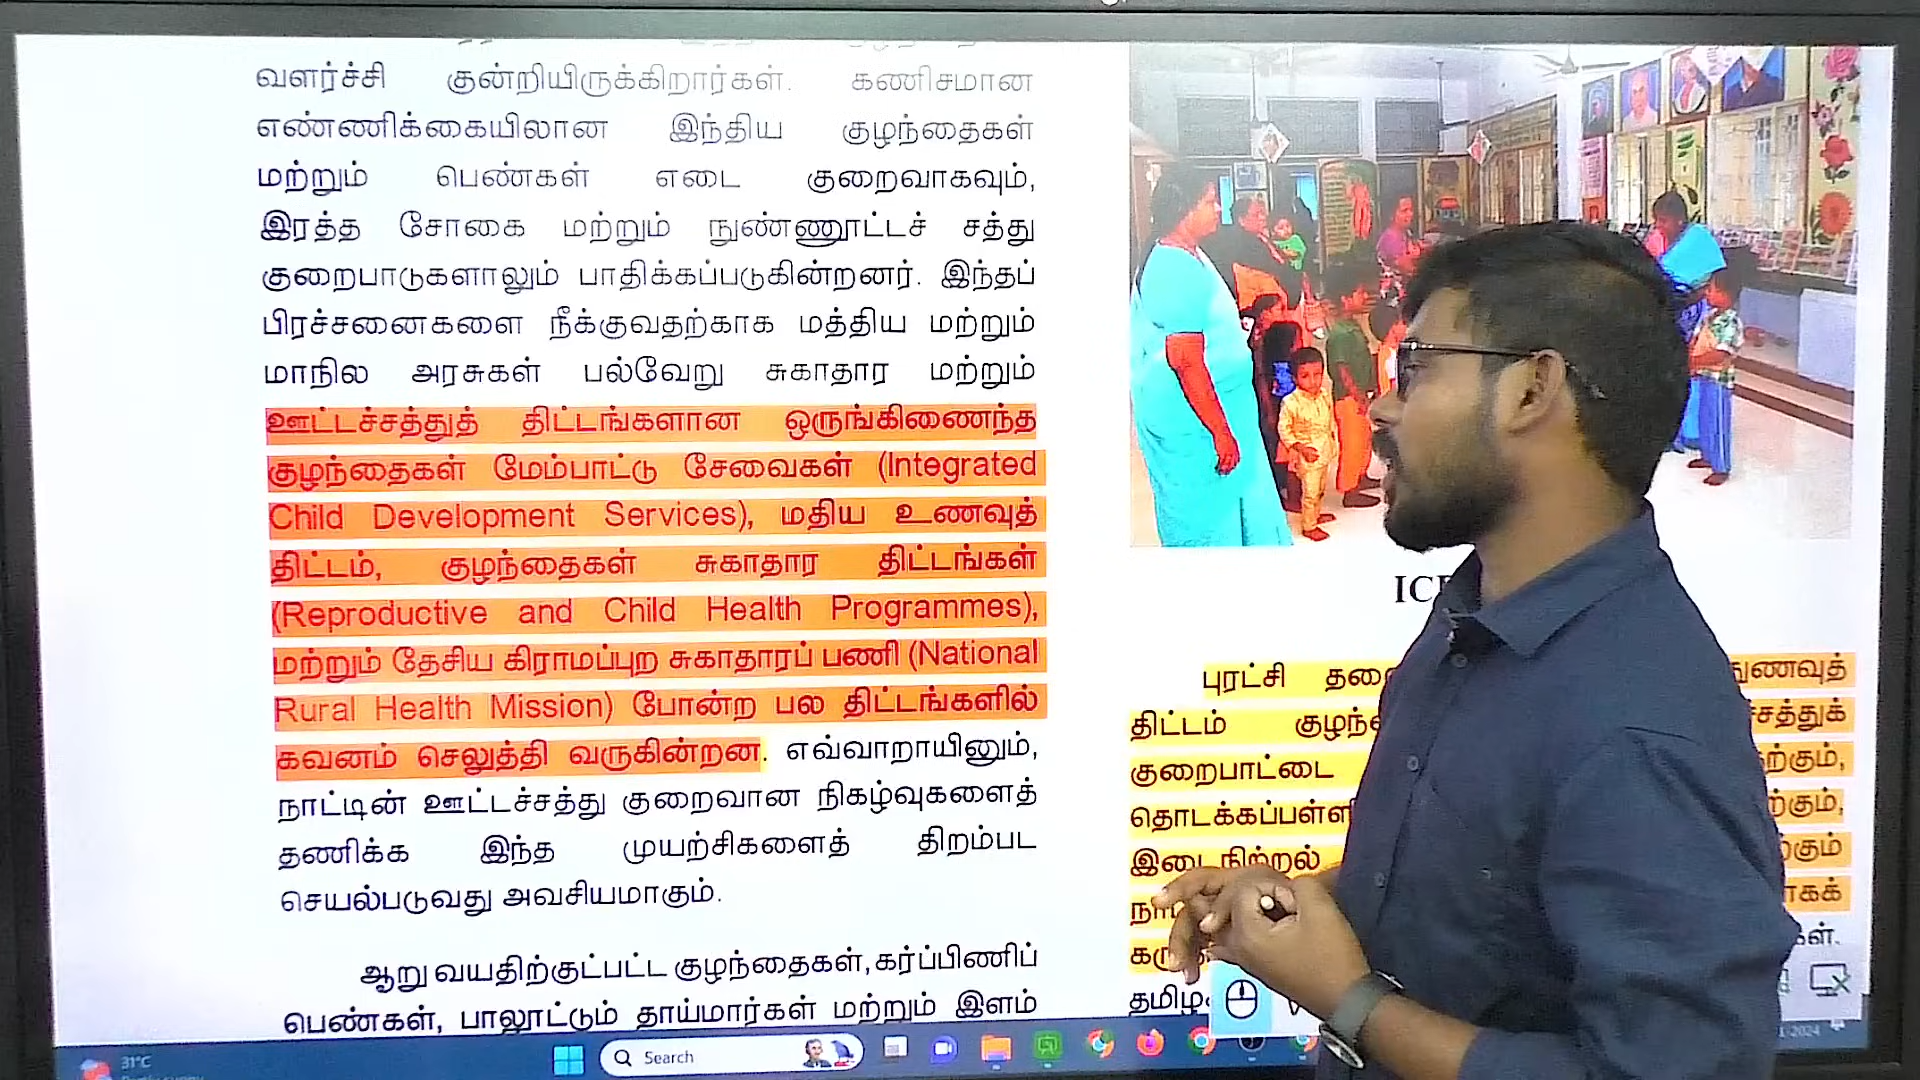 வளர்ச்சி குன்றியிருக்கிறார்கள். கணிசமான
எண்ணிக்கையிலான இந்திய குழந்தைகள்
மற்றும் பெண்கள் எடை குறைவாகவும்,
இரத்த சோகை மற்றும் நுண்ணூட்டச் சத்து
குறைபாடுகளாலும் பாதிக்கப்படுகின்றனர். இந்தப்
பிரச்சனைகளை நீக்குவதற்காக மத்திய மற்றும்
மாநில அரசுகள் பல்வேறு சுகாதார மற்றும்
ஊட்டச்சத்துத் திட்டங்களான ஒருங்கிணைந்த
குழந்தைகள் மேம்பாட்டு சேவைகள் (Integrated
Child Development Services), மதிய உணவுத்
திட்டம், குழந்தைகள் சுகாதார திட்டங்கள்
(Reproductive and Child Health Programmes),
மற்றும் தேசிய கிராமப்புற சுகாதாரப் பணி (National
Rural Health Mission) போன்ற பல திட்டங்களில்
கவனம் செலுத்தி வருகின்றன. எவ்வாறாயினும்,
நாட்டின் ஊட்டச்சத்து குறைவான நிகழ்வுகளைத்
தணிக்க இந்த முயற்சிகளைத் திறம்பட
செயல்படுவது அவசியமாகும்.
ஆறு வயதிற்குட்பட்ட குழந்தைகள், கர்ப்பிணிப்
பெண்கள், பாலூட்டும் தாய்மார்கள் மற்றும் இளம்
புரட்சி
திட்டம்
குறைபாட்டை
இடைநிற்றல்
31°C
Search